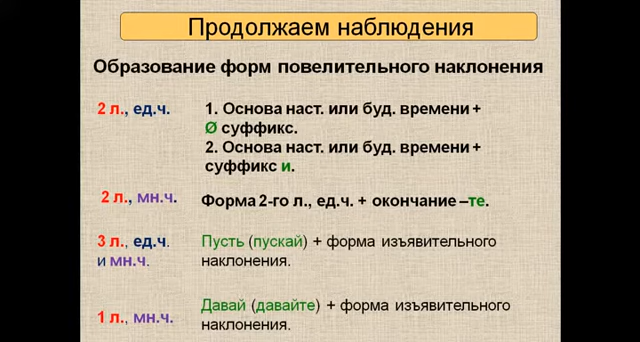 Продолжаем наблюдения
Образование форм повелительного наклонения
2 л., ед.ч.
1. Основа наст. или буд. времени +
Ø суффикс.
2. Основа наст. или буд. времени +
суффикс и.
2 л., мн.ч.
Форма 2-го л., ед.ч. + окончание –те.
3 л., ед.ч.
и мн.ч.
Пусть (пускай) + форма изъявительного
наклонения.
1 л., мн.ч.
Давай (давайте) + форма изъявительного
наклонения.